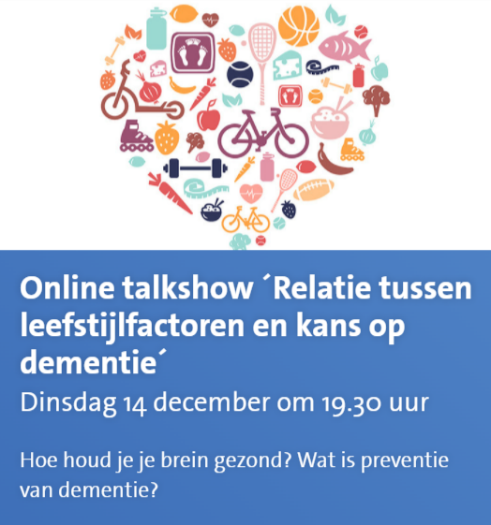 Online talkshow ´Relatie tussen
leefstijlfactoren en kans op
dementie´
Dinsdag 14 december om 19.30 uur
Hoe houd je je brein gezond? Wat is preventie
van dementie?